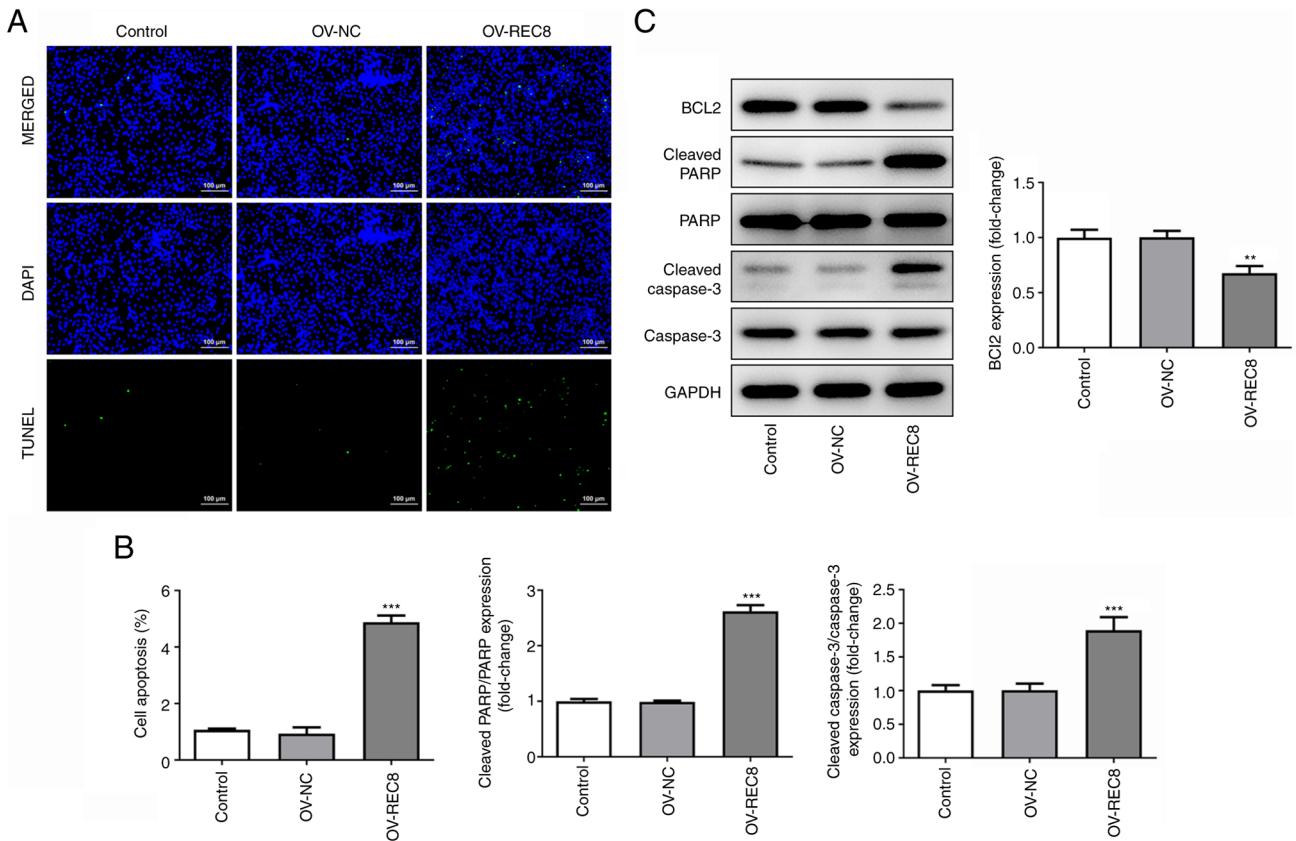 A
Control
OV-NC
OV-REC8
MERGED
100 µm
100 µm
100 µm
DAPI
100 µm
100 µm
100 µm
TUNEL
100 µm
100 µm
100 µm
C
BCL2
Cleaved
PARP
PARP
Cleaved
caspase-3
Caspase-3
GAPDH
Control
OV-NC
OV-REC8
BCl2 expression (fold-change)
1.5
1.0
0.5
0.0
**
Control
OV-NC
OV-REC8
B
Cell apoptosis (%)
6
4
2
0
***
Control
OV-NC
OV-REC8
Cleaved PARP/PARP expression
(fold-change)
3
2
1
0
***
Control
OV-NC
OV-REC8
Cleaved caspase-3/caspase-3
expression (fold-change)
2.5
2.0
1.5
1.0
0.5
0.0
***
Control
OV-NC
OV-REC8